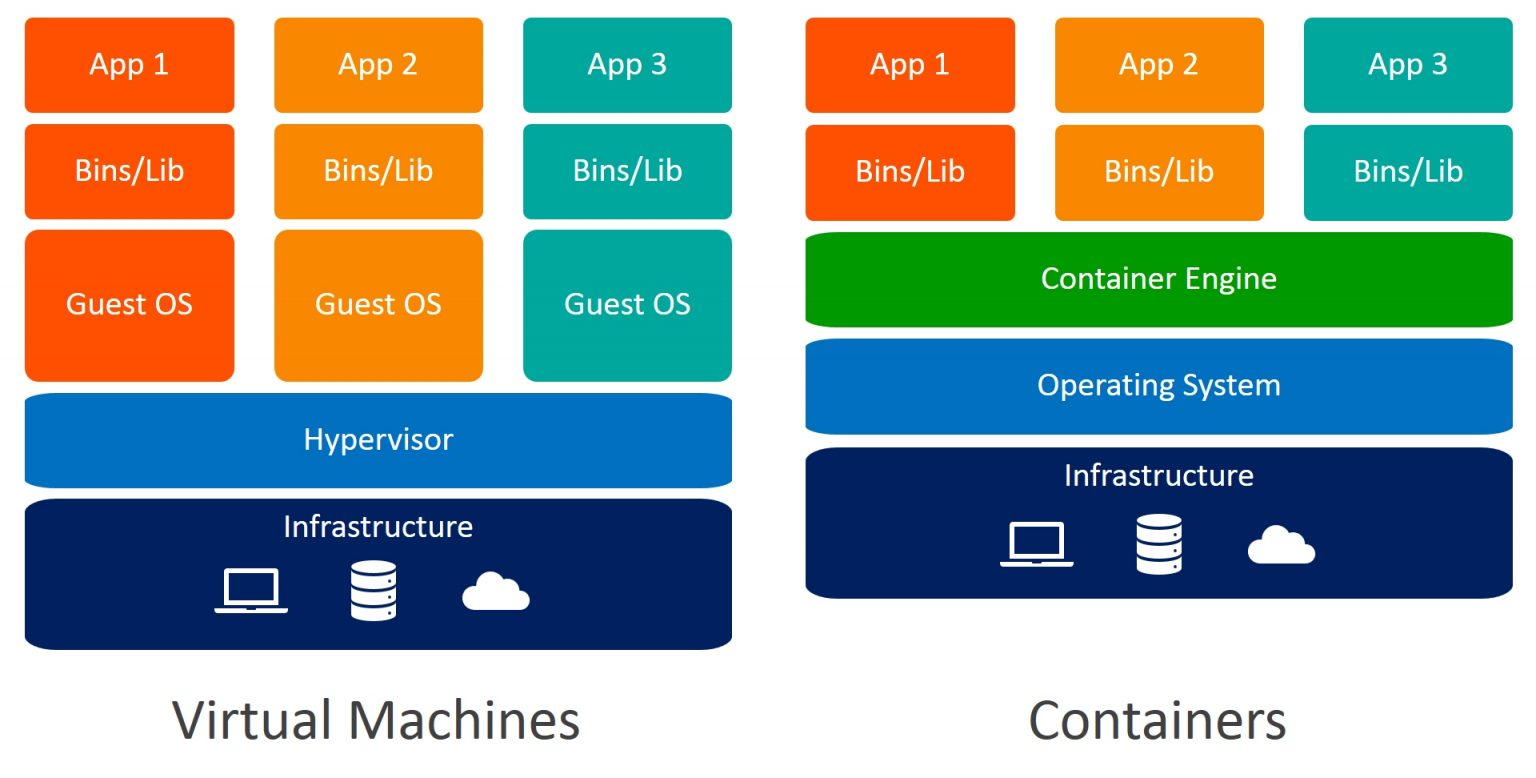 App 1
App 2
App 3
Bins/Lib
Bins/Lib
Bins/Lib
Guest OS
Guest OS
Guest OS
Hypervisor
Infrastructure
Virtual Machines
App 1
App 2
App 3
Bins/Lib
Bins/Lib
Bins/Lib
Container Engine
Operating System
Infrastructure
Containers